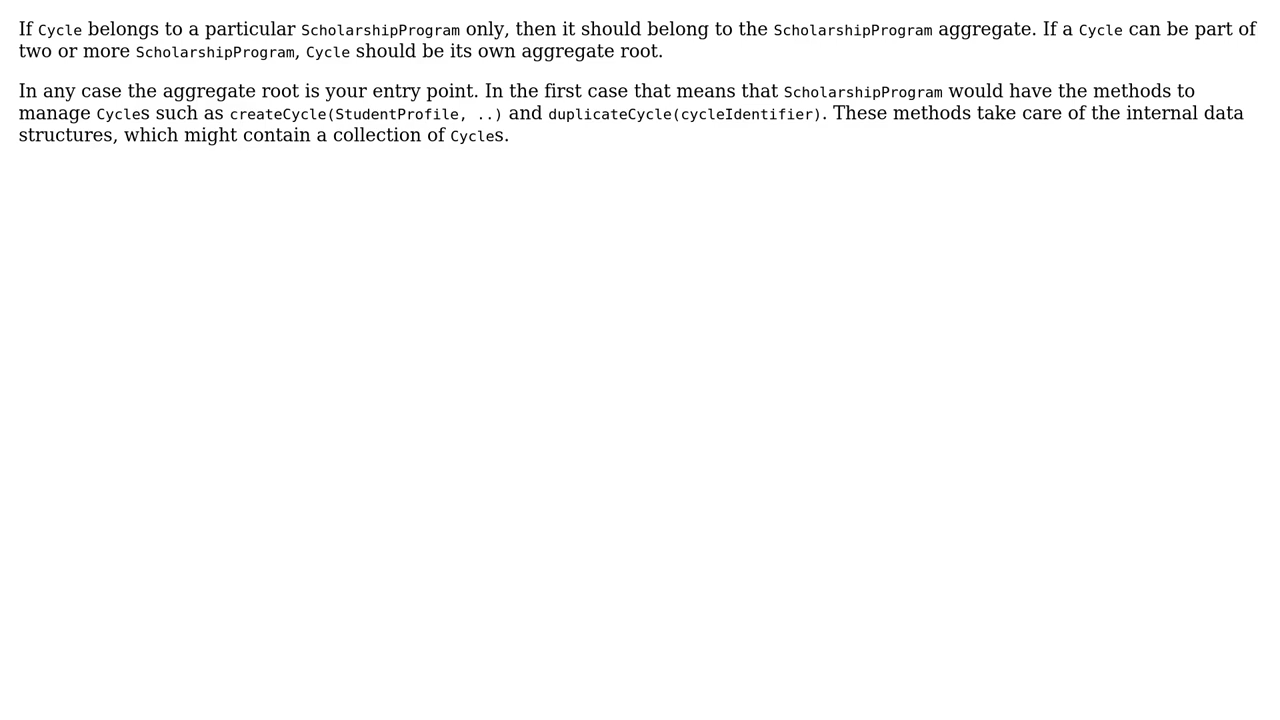 If Cycle belongs to a particular ScholarshipProgram only, then it should belong to the ScholarshipProgram aggregate. If a Cycle can be part of
two or more ScholarshipProgram, Cycle should be its own aggregate root.
In any case the aggregate root is your entry point. In the first case that means that ScholarshipProgram would have the methods to
manage Cycles such as createCycle(StudentProfile, ..) and duplicateCycle(cycleIdentifier). These methods take care of the internal data
structures, which might contain a collection of Cycles.